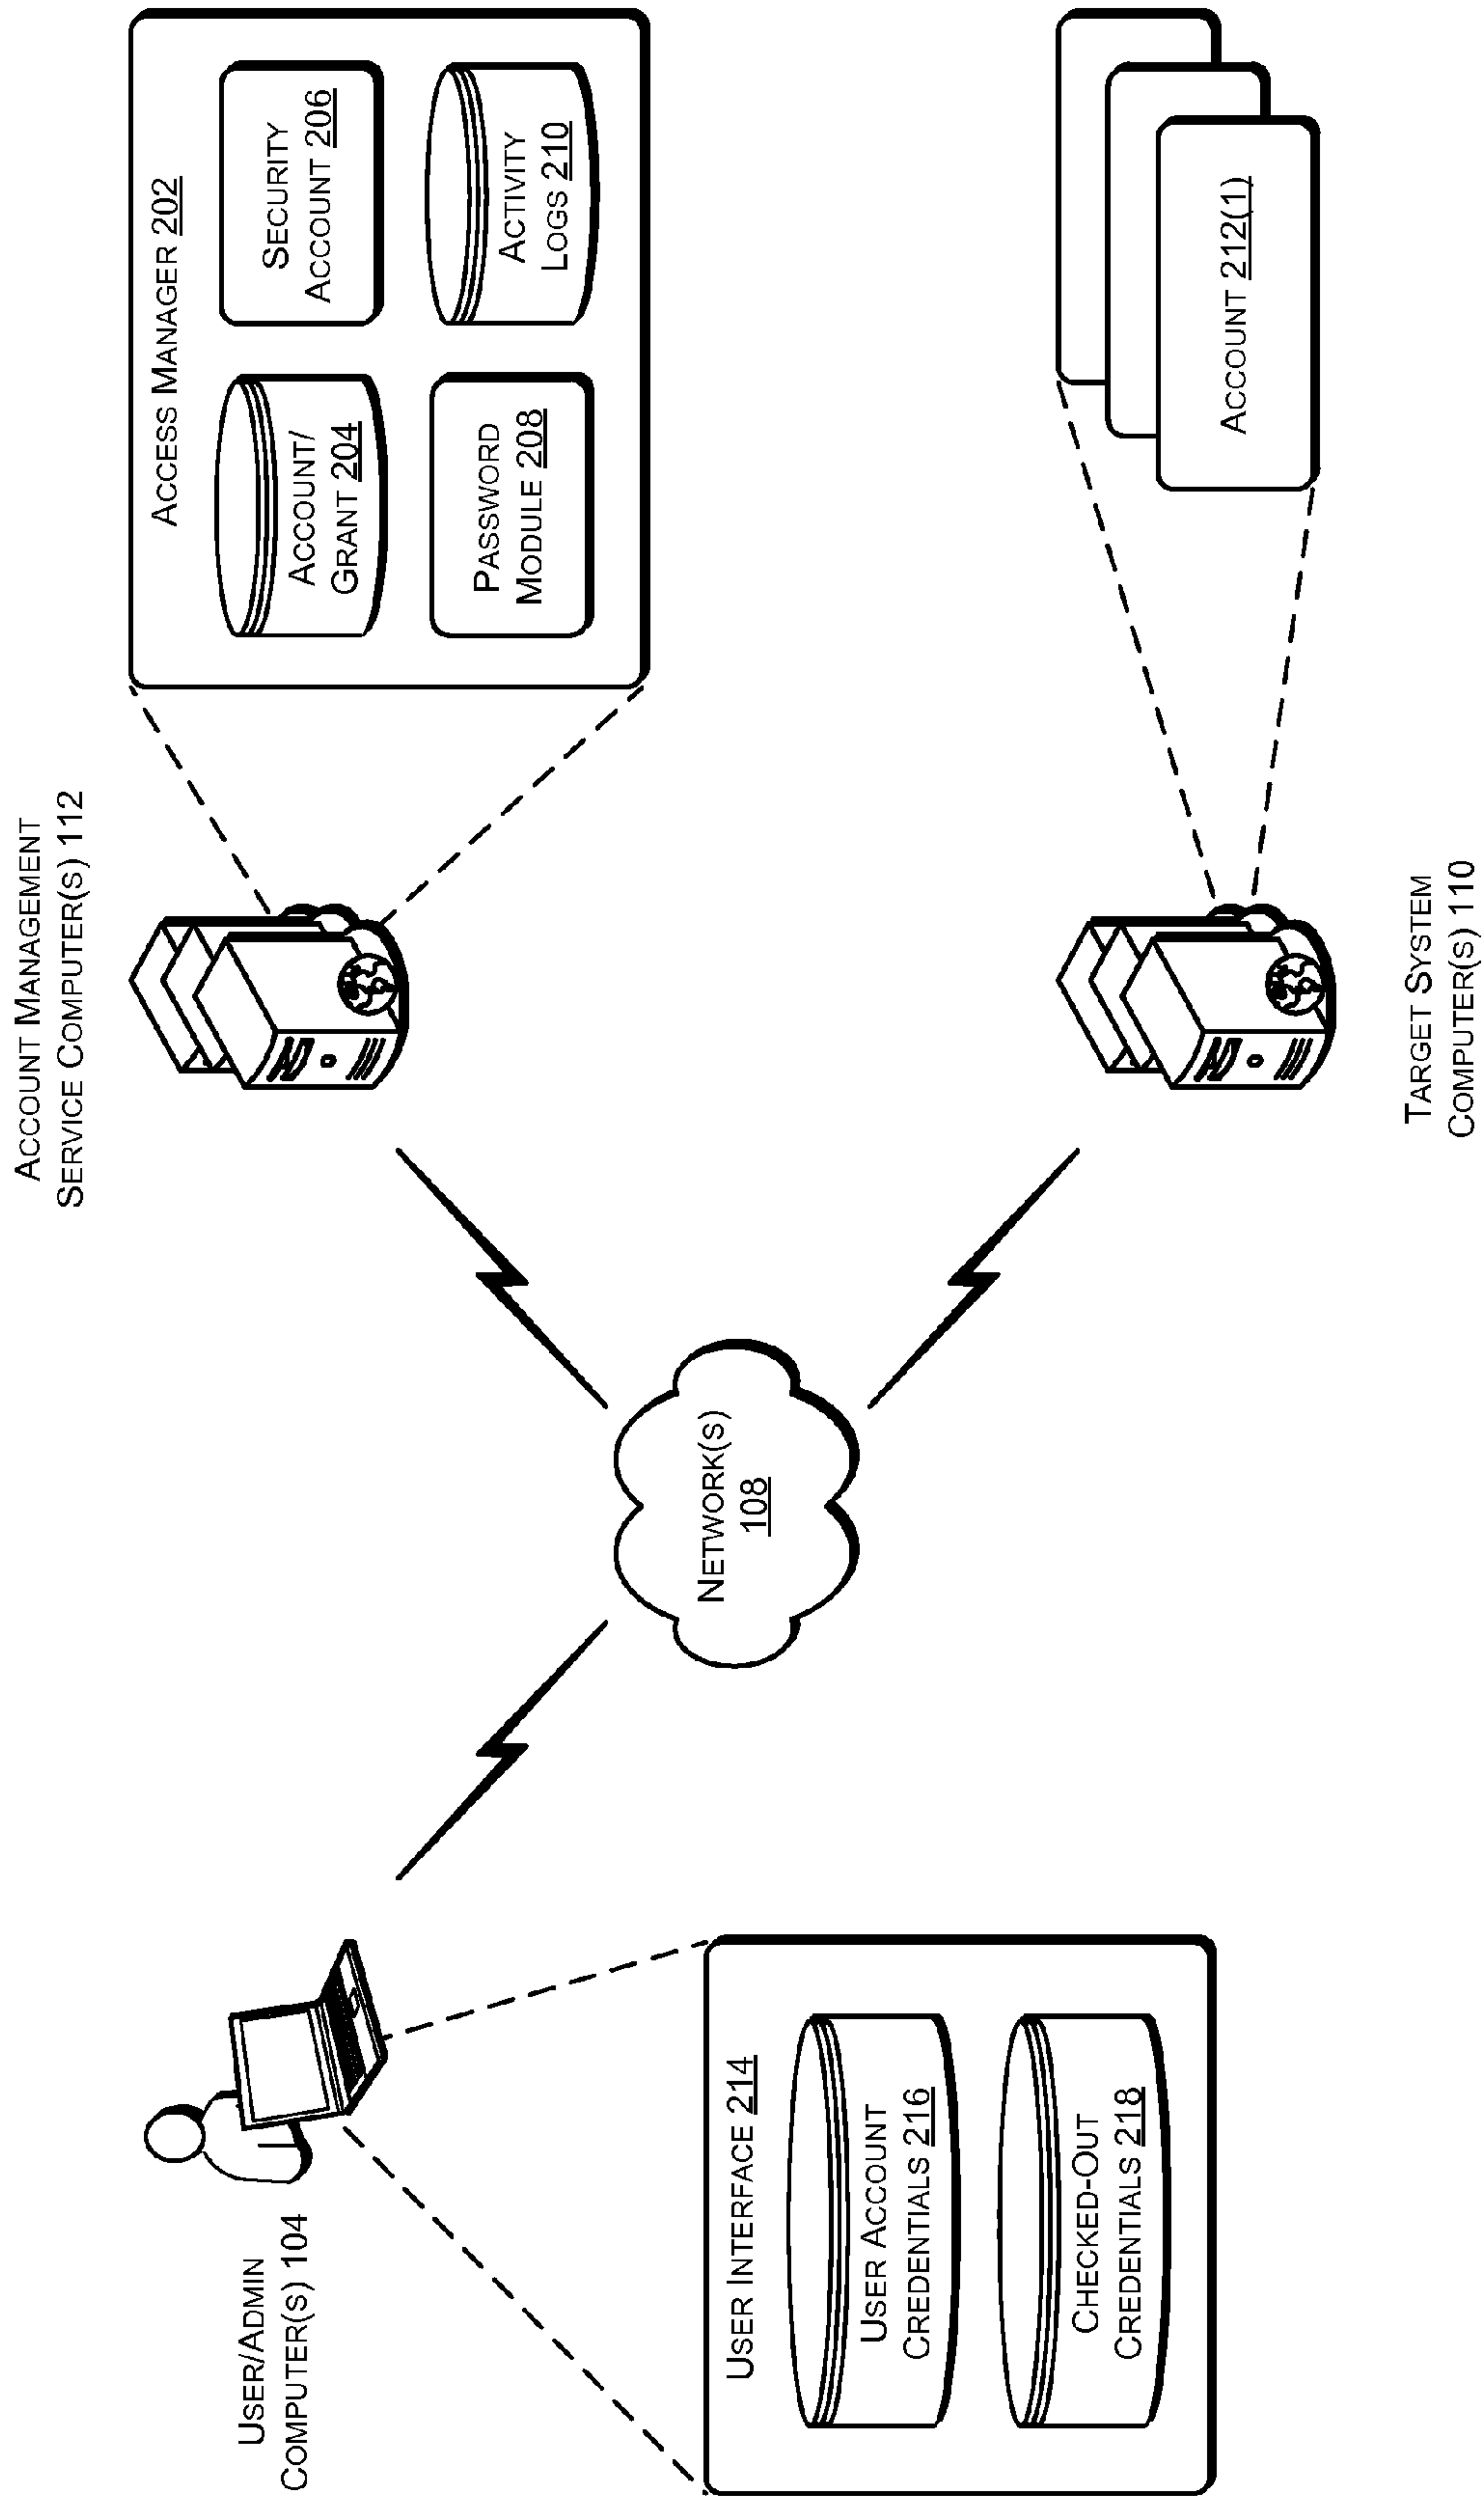 ACCOUNT MANAGEMENT
SERVICE COMPUTER(S) 112
ACCESS MANAGER 202
ACCOUNT/
GRANT 204
SECURITY
ACCOUNT 206
PASSWORD
MODULE 208
ACTIVITY
LOGS 210
USER/ADMIN
COMPUTER(S) 104
NETWORK(S)
108
USER INTERFACE 214
USER ACCOUNT
CREDENTIALS 216
CHECKED-OUT
CREDENTIALS 218
ACCOUNT 212(1)
TARGET SYSTEM
COMPUTER(S) 110